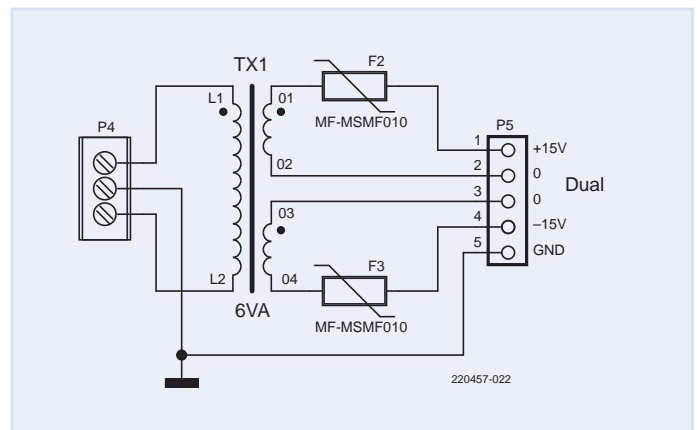 TX1
F2
L1
01
P4
MF-MSMF010
P5
1
+15V
02
2
0
Dual
3
0
03
4
–15V
5
GND
L2
04
F3
6VA
MF-MSMF010
220457-022